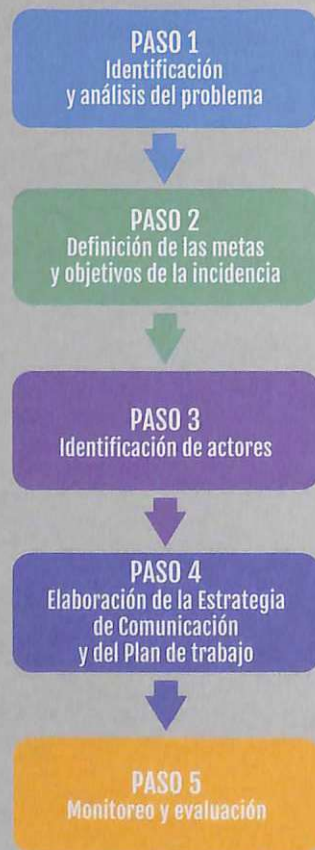 PASO 1
Identificación
y análisis del problema
PASO 2
Definición de las metas
y objetivos de la incidencia
PASO 3
Identificación de actores
PASO 4
Elaboración de la Estrategia
de Comunicación
y del Plan de trabajo
PASO 5
Monitoreo y evaluación